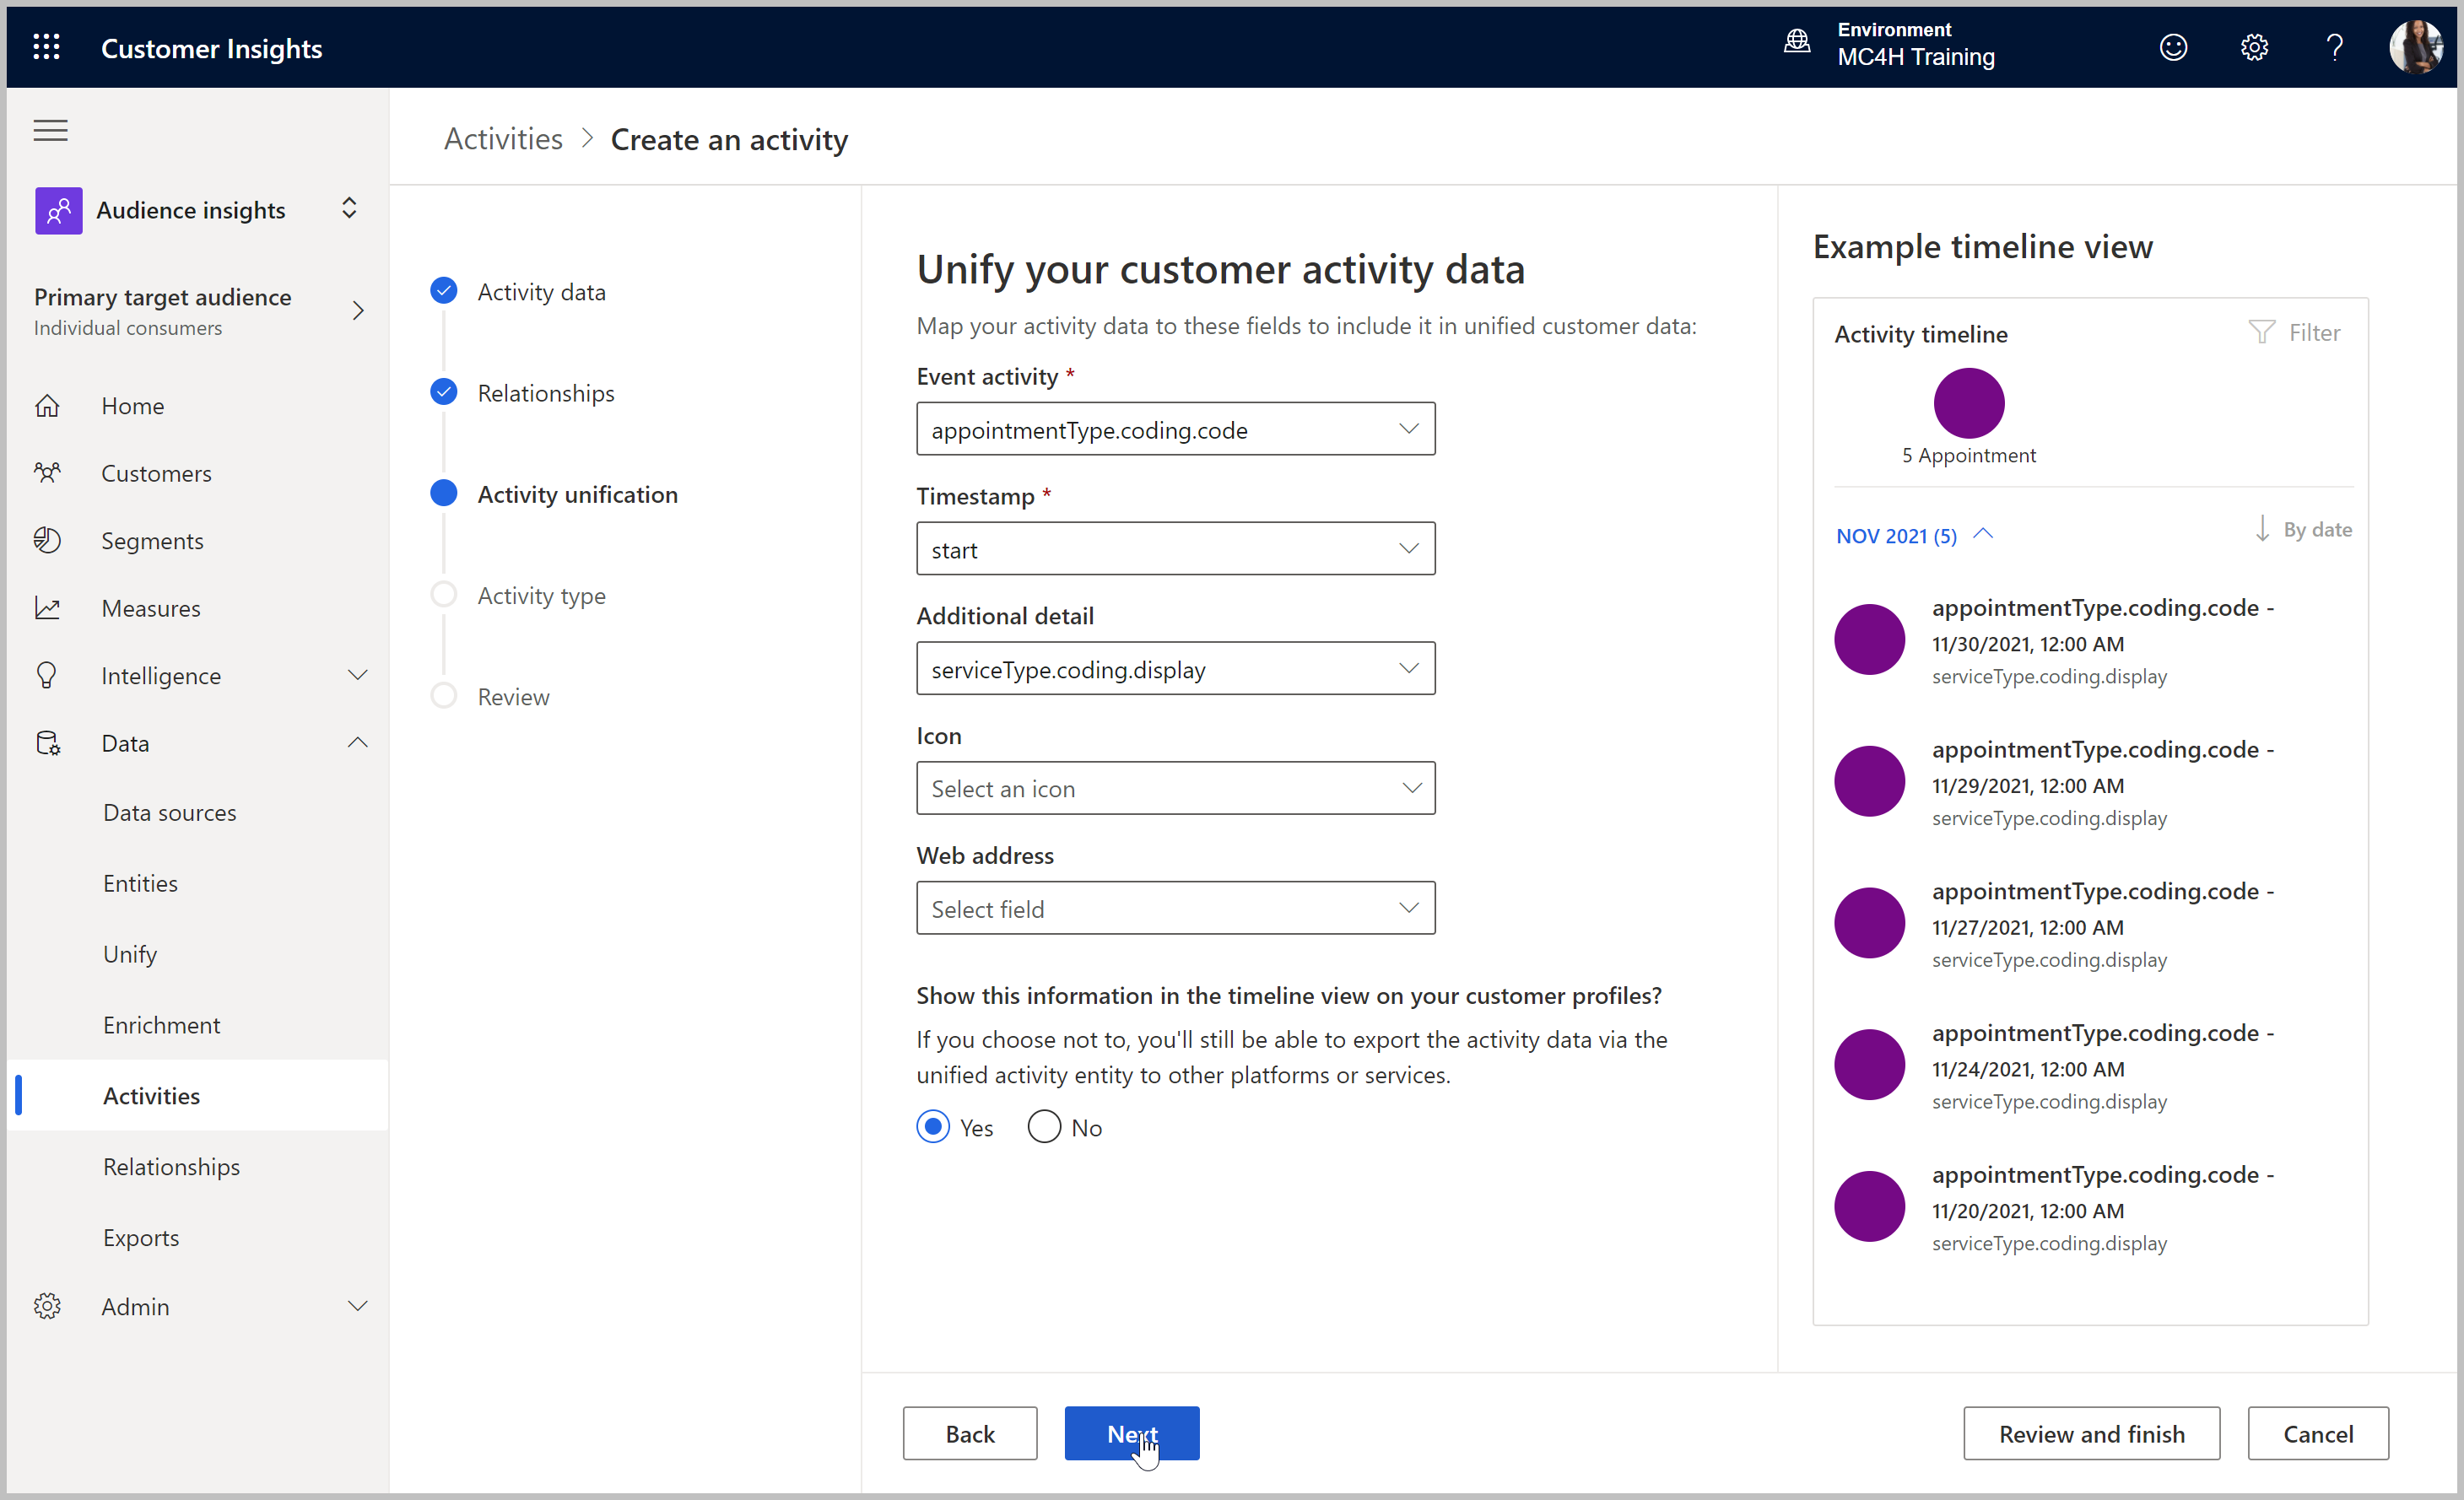 Customer Insights
Environment
MC4H Training
Audience insights
Primary target audience
Individual consumers
Home
Customers
Segments
Measures
Intelligence
Data
Data sources
Entities
Unify
Enrichment
Activities
Relationships
Exports
Admin
Activities > Create an activity
Activity data
Relationships
Activity unification
Activity type
Review
Unify your customer activity data
Map your activity data to these fields to include it in unified customer data:
Event activity *
appointmentType.coding.code
Timestamp *
start
Additional detail
serviceType.coding.display
Icon
Select an icon
Web address
Select field
Show this information in the timeline view on your customer profiles?
If you choose not to, you'll still be able to export the activity data via the
unified activity entity to other platforms or services.
Yes No
Back
Next
Example timeline view
Activity timeline
Filter
5 Appointment
NOV 2021 (5)
By date
appointmentType.coding.code -
11/30/2021, 12:00 AM
serviceType.coding.display
appointmentType.coding.code -
11/29/2021, 12:00 AM
serviceType.coding.display
appointmentType.coding.code -
11/27/2021, 12:00 AM
serviceType.coding.display
appointmentType.coding.code -
11/24/2021, 12:00 AM
serviceType.coding.display
appointmentType.coding.code -
11/20/2021, 12:00 AM
serviceType.coding.display
Review and finish
Cancel